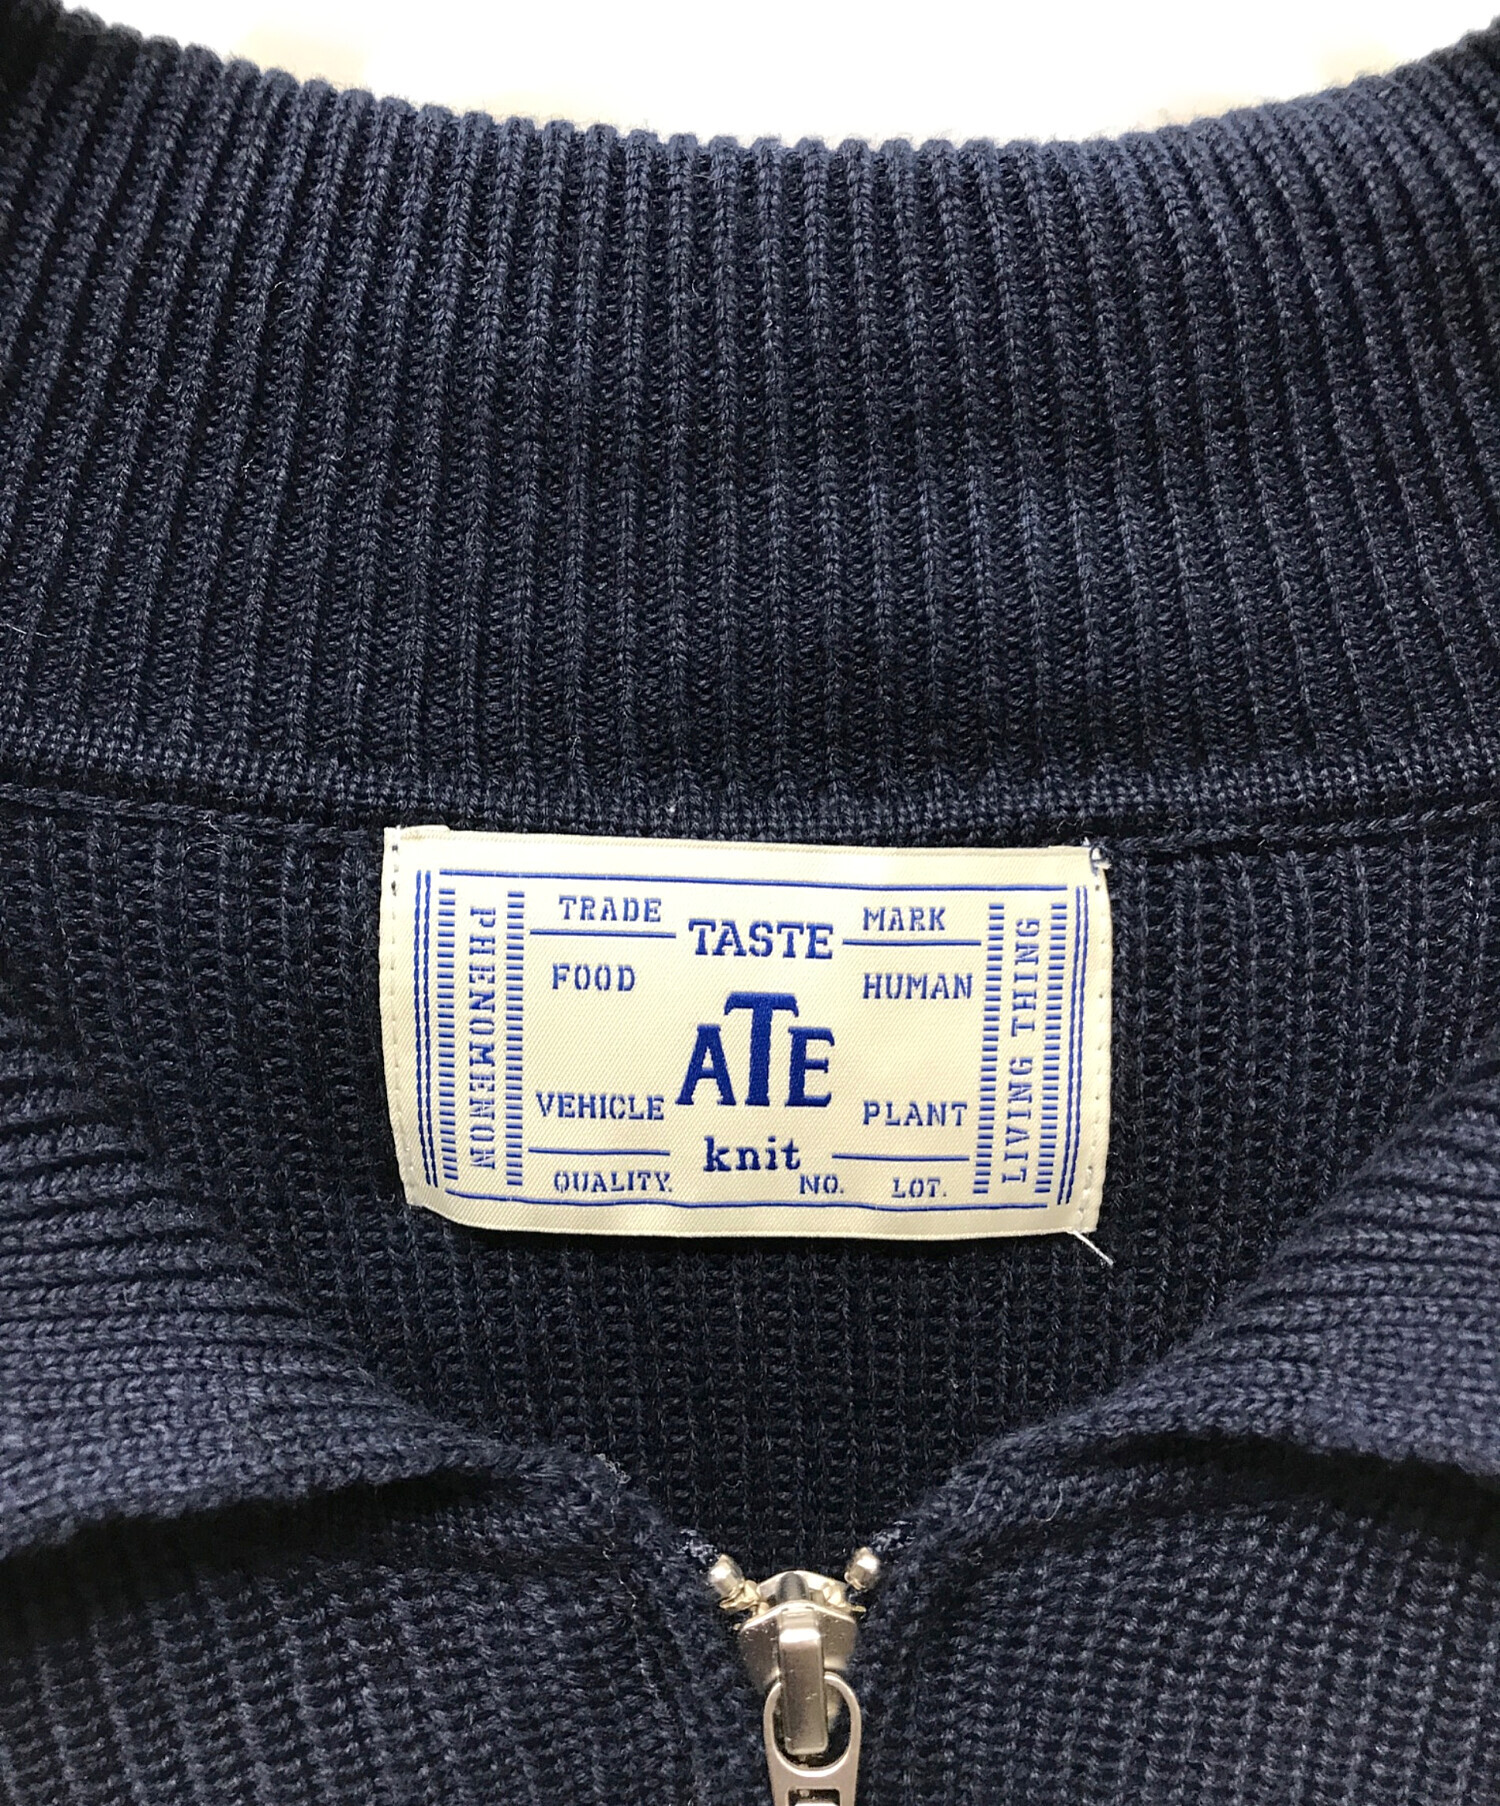 PHENOMENON
TRADE TASTE MARK
FOOD HUMAN
ATE
VEHICLE PLANT
knit
QUALITY. NO. LOT.
LIVING THING